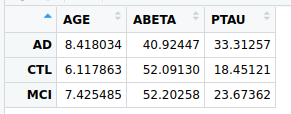 AGE ABETA PTAU
AD 8.418034 40.92447 33.31257
CTL 6.117863 52.09130 18.45121
MCI 7.425485 52.20258 23.67362